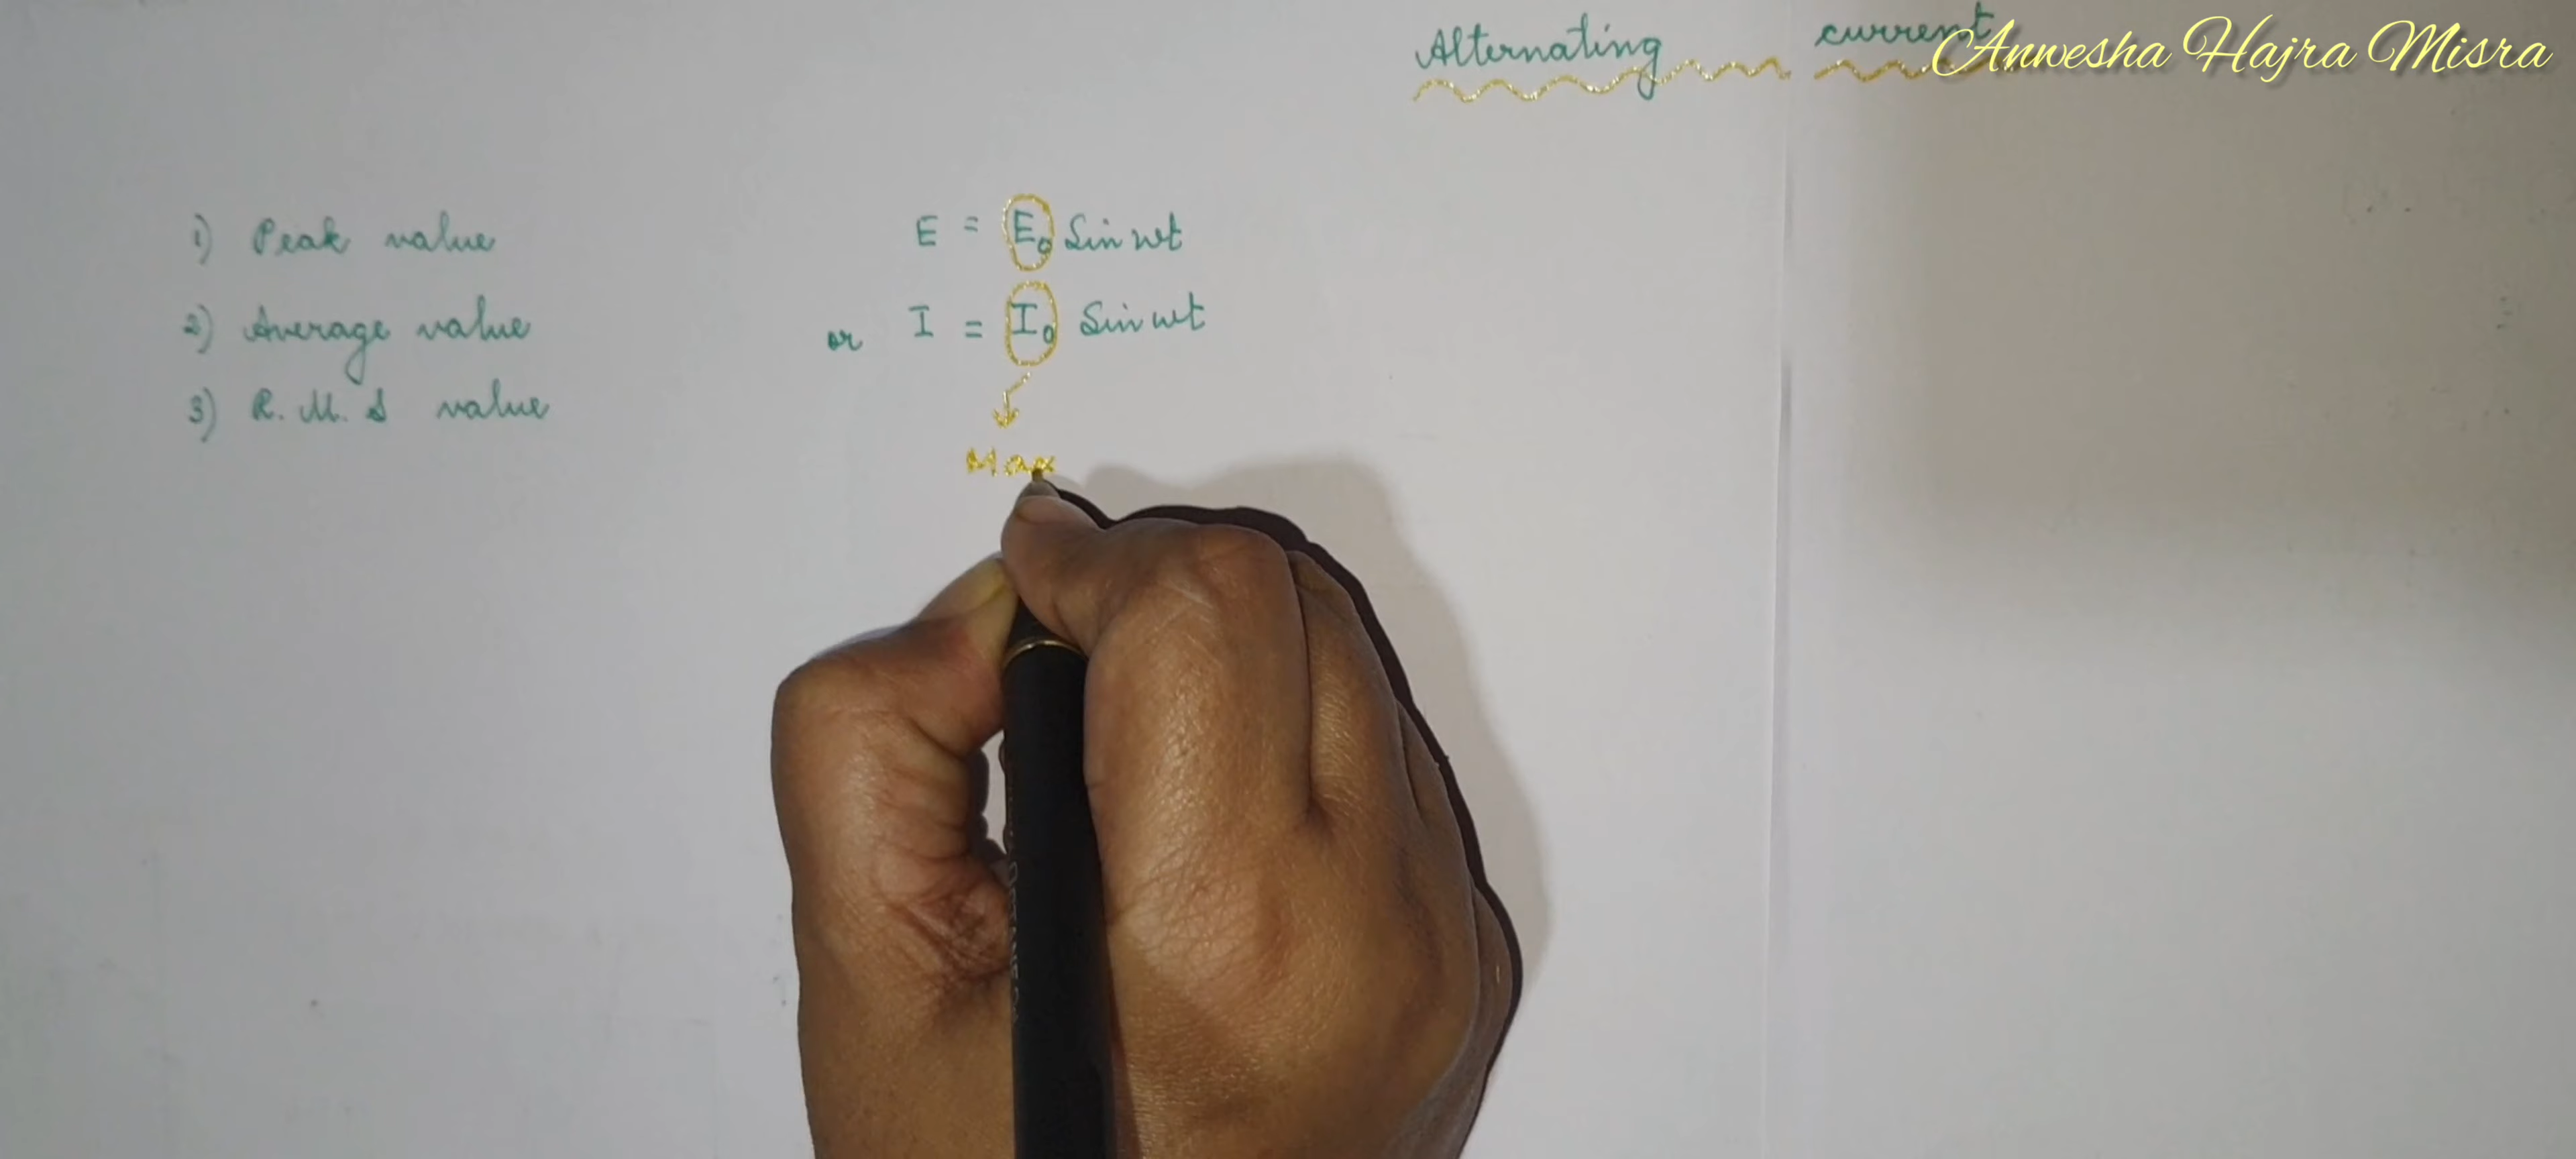 Alternating current
Anwesha Hajra Misra
1) Peak value
2) Average value
3) R.M.S value
E = E₀ Sin wt
or I = I₀ Sin wt
Max